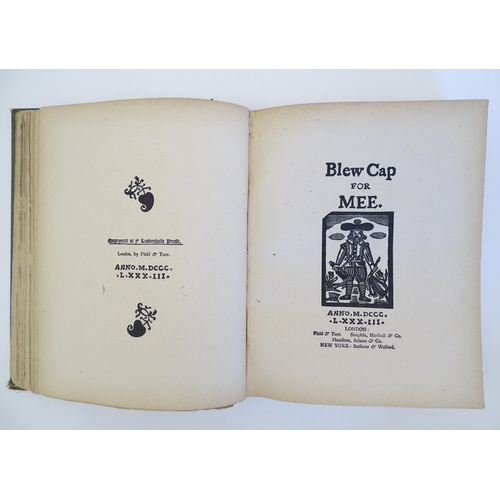 Emprinted at yᵉ Leadenhalle Presse,
London, by Field & Tuer.
ANNO.M.DCCC.
·L.XXX.III·
Blew Cap
FOR
MEE.
ANNO.M.DCCC.
·L.XXX.III·
LONDON:
Field & Tuer. Simpkin, Marshall & Co.
Hamilton, Adams & Co.
NEW YORK: Scribner & Welford.